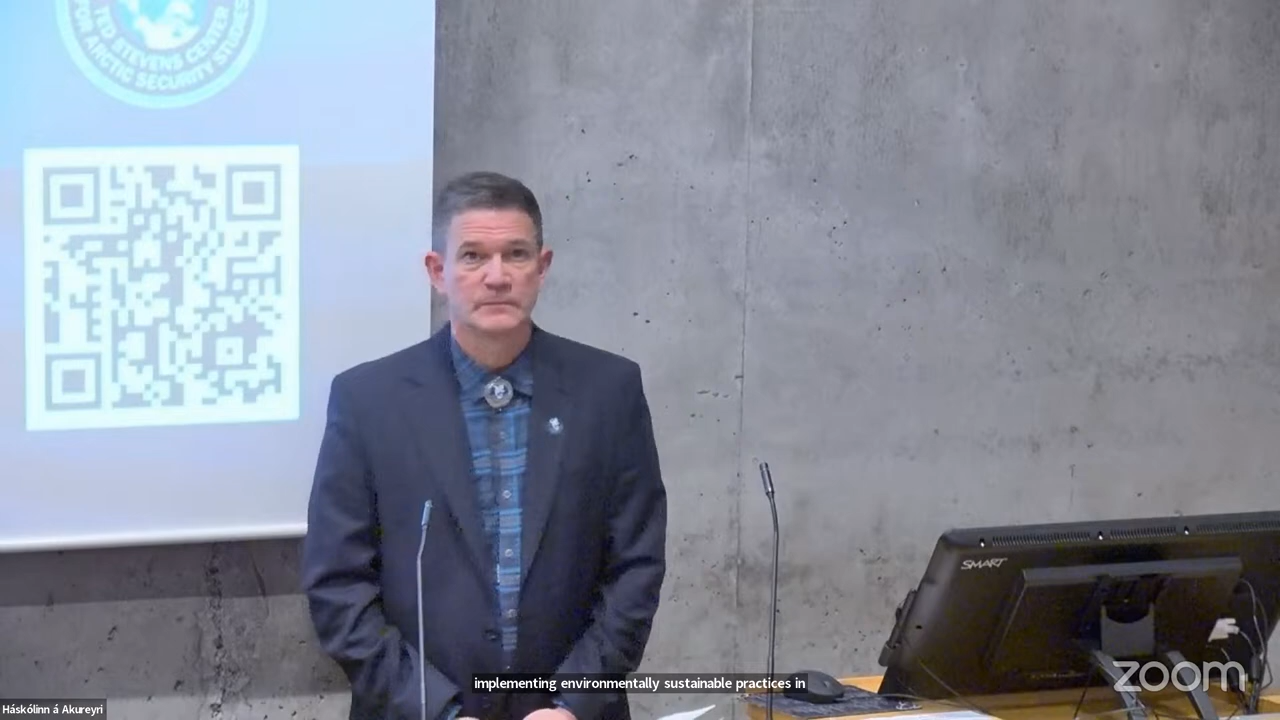 TED STEVENS CENTER
FOR ARCTIC SECURITY STUDIES
SMART
implementing environmentally sustainable practices in
zoom
Háskólinn á Akureyri